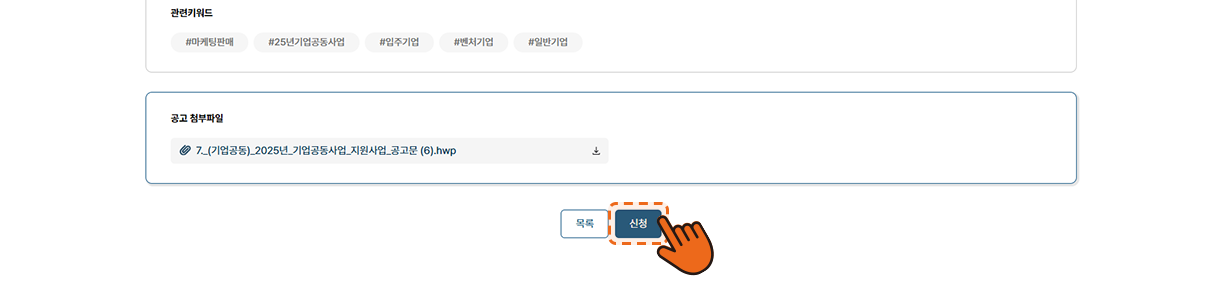 관련키워드
#마케팅판매 #25년기업공동사업 #입주기업 #벤처기업 #일반기업
공고 첨부파일
7._(기업공동)_2025년_기업공동사업_지원사업_공고문 (6).hwp
목록 신청